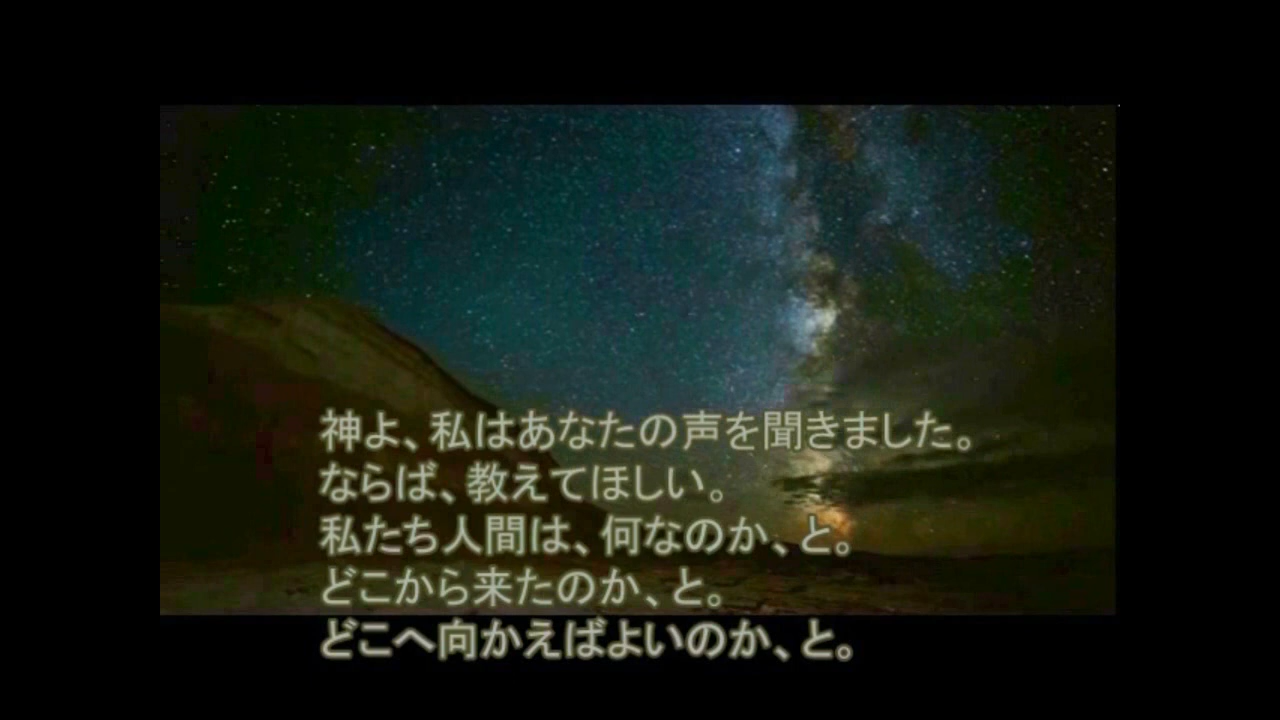 神よ、私はあなたの声を聞きました。
ならば、教えてほしい。
私たち人間は、何なのか、と。
どこから来たのか、と。
どこへ向かえばよいのか、と。